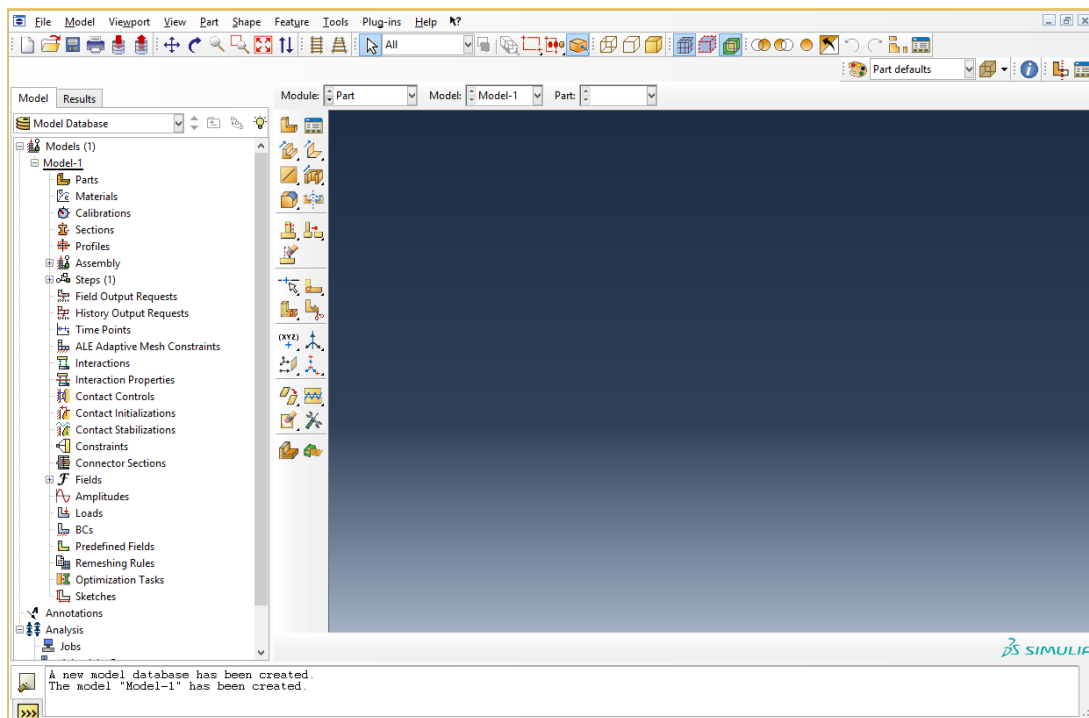 File Model Viewport View Part Shape Feature Tools Plug-ins Help
All
Part defaults
Model Results
Module: Part Model: Model-1 Part:
Model Database
Models (1)
Model-1
Parts
Materials
Calibrations
Sections
Profiles
Assembly
Steps (1)
Field Output Requests
History Output Requests
Time Points
ALE Adaptive Mesh Constraints
Interactions
Interaction Properties
Contact Controls
Contact Initializations
Contact Stabilizations
Constraints
Connector Sections
Fields
Amplitudes
Loads
BCs
Predefined Fields
Remeshing Rules
Optimization Tasks
Sketches
Annotations
Analysis
Jobs
(XYZ)
SIMULIA
A new model database has been created.
The model "Model-1" has been created.
>>>